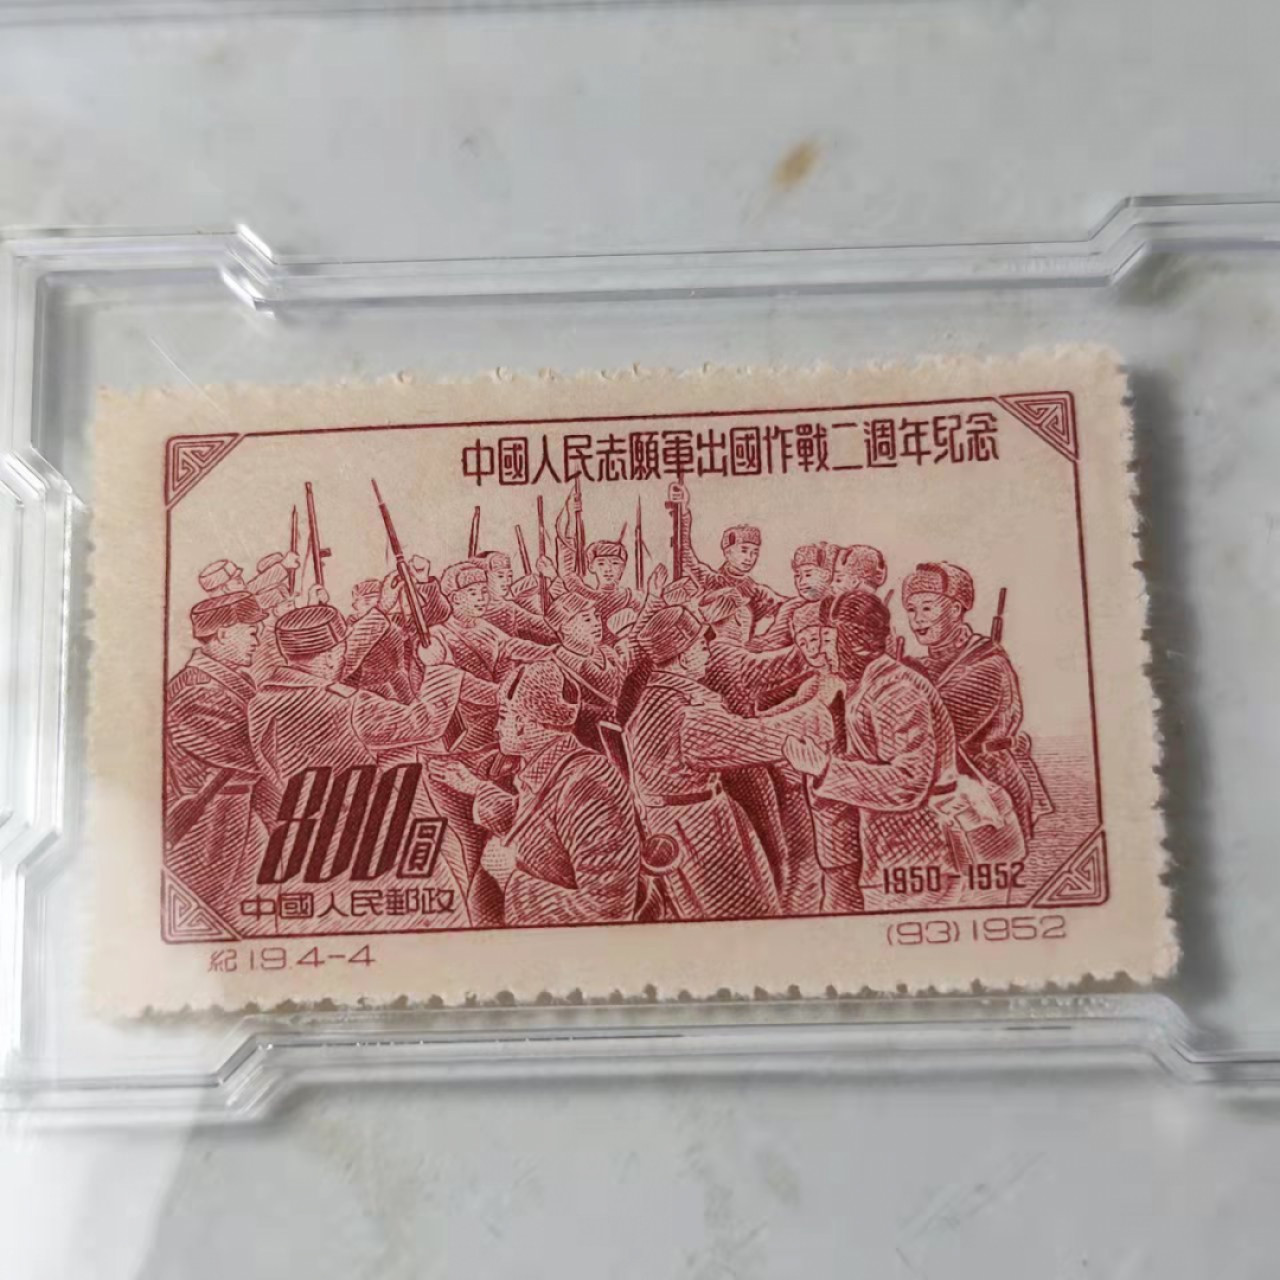 中國人民志願軍出國作戰二週年紀念
800圓
中國人民郵政
1950-1952
紀19.4-4
(93)1952